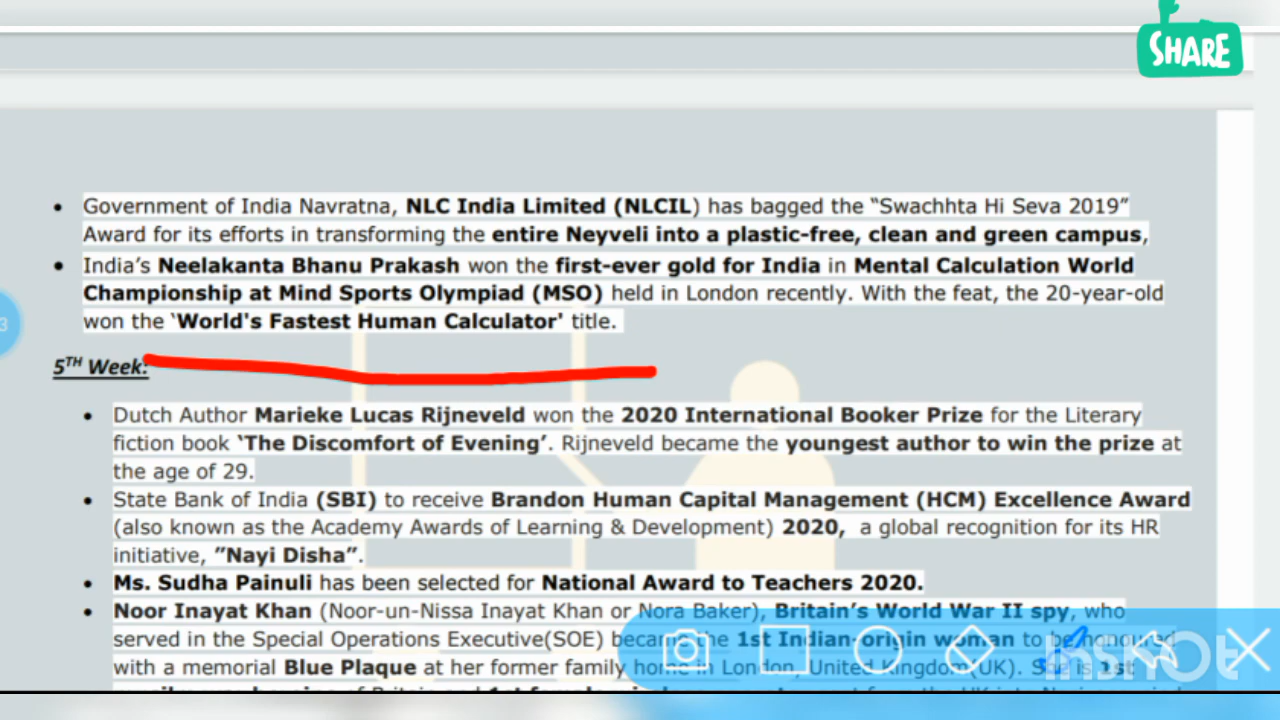 SHARE
• Government of India Navratna, NLC India Limited (NLCIL) has bagged the “Swachhta Hi Seva 2019”
Award for its efforts in transforming the entire Neyveli into a plastic-free, clean and green campus,
• India’s Neelakanta Bhanu Prakash won the first-ever gold for India in Mental Calculation World
Championship at Mind Sports Olympiad (MSO) held in London recently. With the feat, the 20-year-old
won the ‘World's Fastest Human Calculator' title.
3
5TH Week:
• Dutch Author Marieke Lucas Rijneveld won the 2020 International Booker Prize for the Literary
fiction book ‘The Discomfort of Evening’. Rijneveld became the youngest author to win the prize at
the age of 29.
• State Bank of India (SBI) to receive Brandon Human Capital Management (HCM) Excellence Award
(also known as the Academy Awards of Learning & Development) 2020, a global recognition for its HR
initiative, ”Nayi Disha”.
• Ms. Sudha Painuli has been selected for National Award to Teachers 2020.
• Noor Inayat Khan (Noor-un-Nissa Inayat Khan or Nora Baker), Britain’s World War II spy, who
served in the Special Operations Executive(SOE) became the 1st Indian-origin woman to be honoured
with a memorial Blue Plaque at her former family home in London, United Kingdom(UK). She is 1st
InShOt